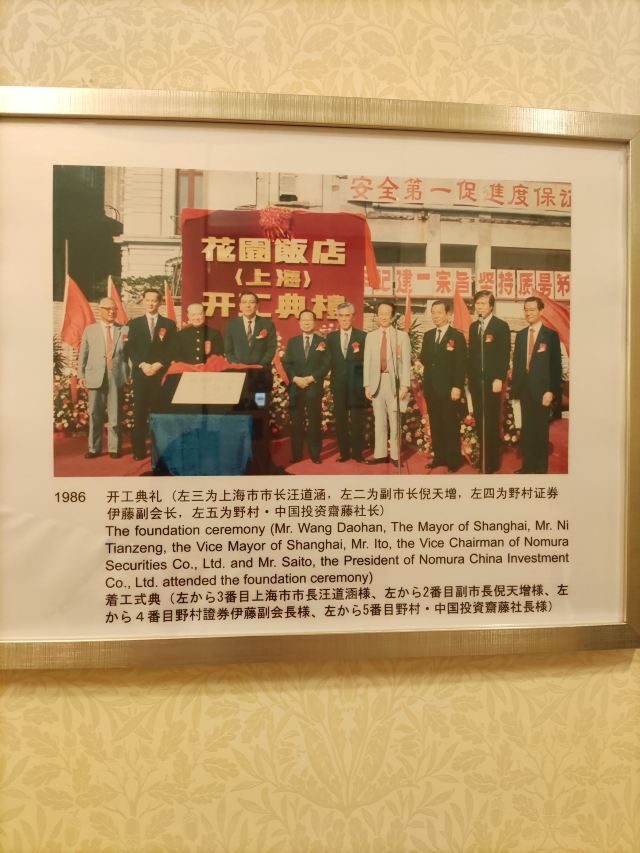 安全第一促進度保证
花園飯店
〈上海〉
开工典禮
记建一宗旨 坚持质量
1986 开工典礼（左三为上海市市长汪道涵，左二为副市长倪天增，左四为野村证券
伊藤副会长，左五为野村・中国投资齋藤社长）
The foundation ceremony (Mr. Wang Daohan, The Mayor of Shanghai, Mr. Ni
Tianzeng, the Vice Mayor of Shanghai, Mr. Ito, the Vice Chairman of Nomura
Securities Co., Ltd. and Mr. Saito, the President of Nomura China Investment
Co., Ltd. attended the foundation ceremony)
着工式典（左から3番目上海市市長汪道涵様、左から2番目副市長倪天増様、左
から４番目野村證券伊藤副会長様、左から5番目野村・中国投資齋藤社長様）